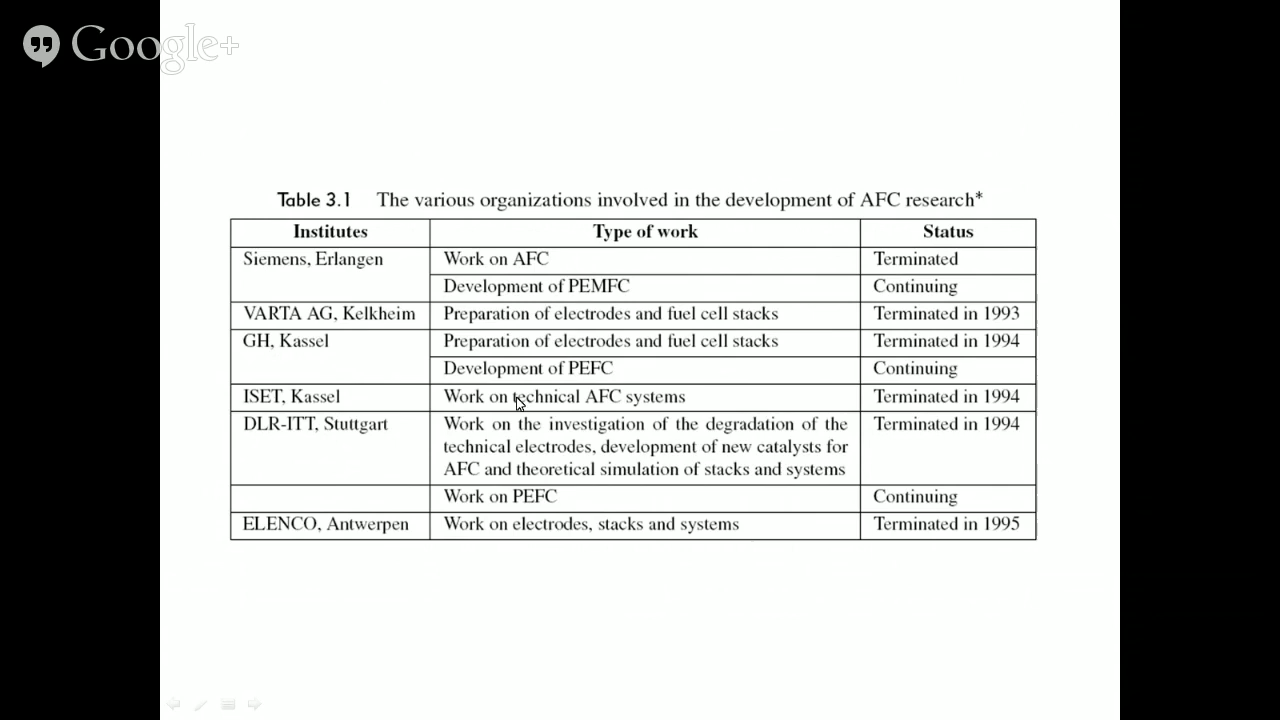 Google+
Table 3.1 The various organizations involved in the development of AFC research*
Institutes Type of work Status
Siemens, Erlangen Work on AFC Terminated
Development of PEMFC Continuing
VARTA AG, Kelkheim Preparation of electrodes and fuel cell stacks Terminated in 1993
GH, Kassel Preparation of electrodes and fuel cell stacks Terminated in 1994
Development of PEFC Continuing
ISET, Kassel Work on technical AFC systems Terminated in 1994
DLR-ITT, Stuttgart Work on the investigation of the degradation of the Terminated in 1994
technical electrodes, development of new catalysts for
AFC and theoretical simulation of stacks and systems
Work on PEFC Continuing
ELENCO, Antwerpen Work on electrodes, stacks and systems Terminated in 1995